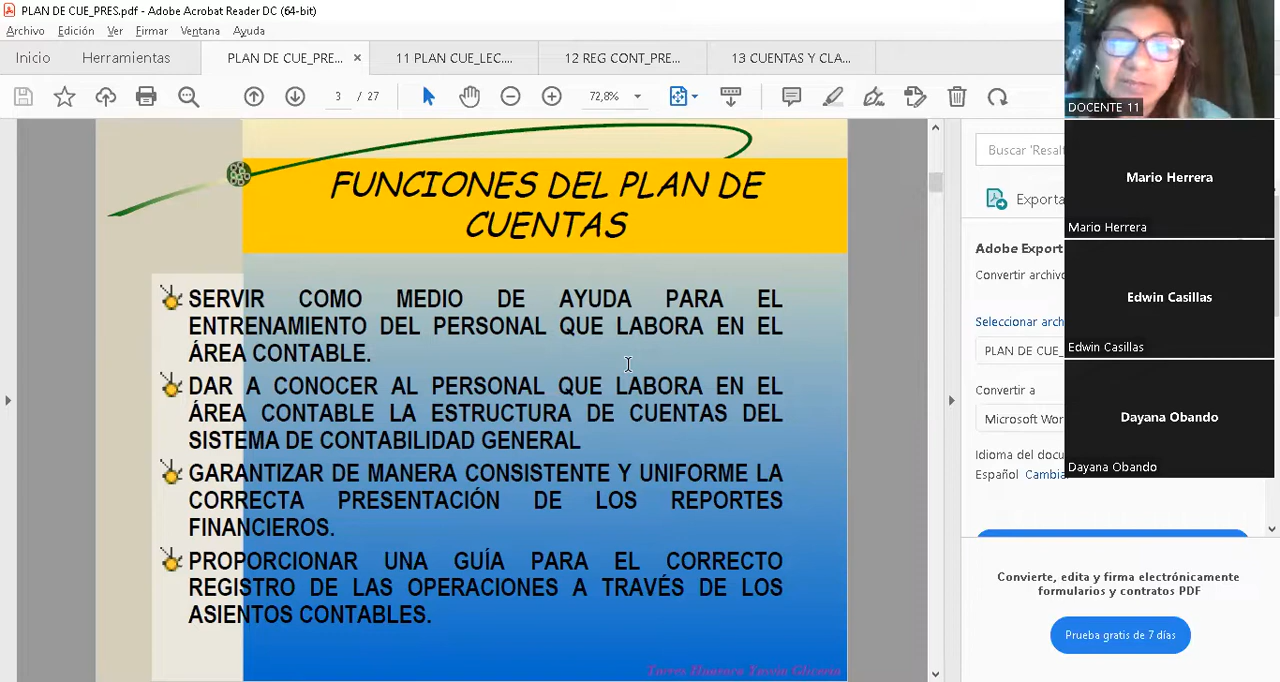 PLAN DE CUE_PRES.pdf - Adobe Acrobat Reader DC (64-bit)
Archivo Edición Ver Firmar Ventana Ayuda
Inicio Herramientas PLAN DE CUE_PRE... × 11 PLAN CUE_LEC.... 12 REG CONT_PRE... 13 CUENTAS Y CLA...
3 / 27 72,8%
FUNCIONES DEL PLAN DE
CUENTAS
SERVIR COMO MEDIO DE AYUDA PARA EL
ENTRENAMIENTO DEL PERSONAL QUE LABORA EN EL
ÁREA CONTABLE.
DAR A CONOCER AL PERSONAL QUE LABORA EN EL
ÁREA CONTABLE LA ESTRUCTURA DE CUENTAS DEL
SISTEMA DE CONTABILIDAD GENERAL
GARANTIZAR DE MANERA CONSISTENTE Y UNIFORME LA
CORRECTA PRESENTACIÓN DE LOS REPORTES
FINANCIEROS.
PROPORCIONAR UNA GUÍA PARA EL CORRECTO
REGISTRO DE LAS OPERACIONES A TRAVÉS DE LOS
ASIENTOS CONTABLES.
Buscar 'Resalt
Exporta
Adobe Export
Convertir archivo
Seleccionar arch
PLAN DE CUE_
Convertir a
Microsoft Wor
Idioma del docu
Español Cambia
Convierte, edita y firma electrónicamente
formularios y contratos PDF
Prueba gratis de 7 días
DOCENTE 11
Mario Herrera
Mario Herrera
Edwin Casillas
Edwin Casillas
Dayana Obando
Dayana Obando